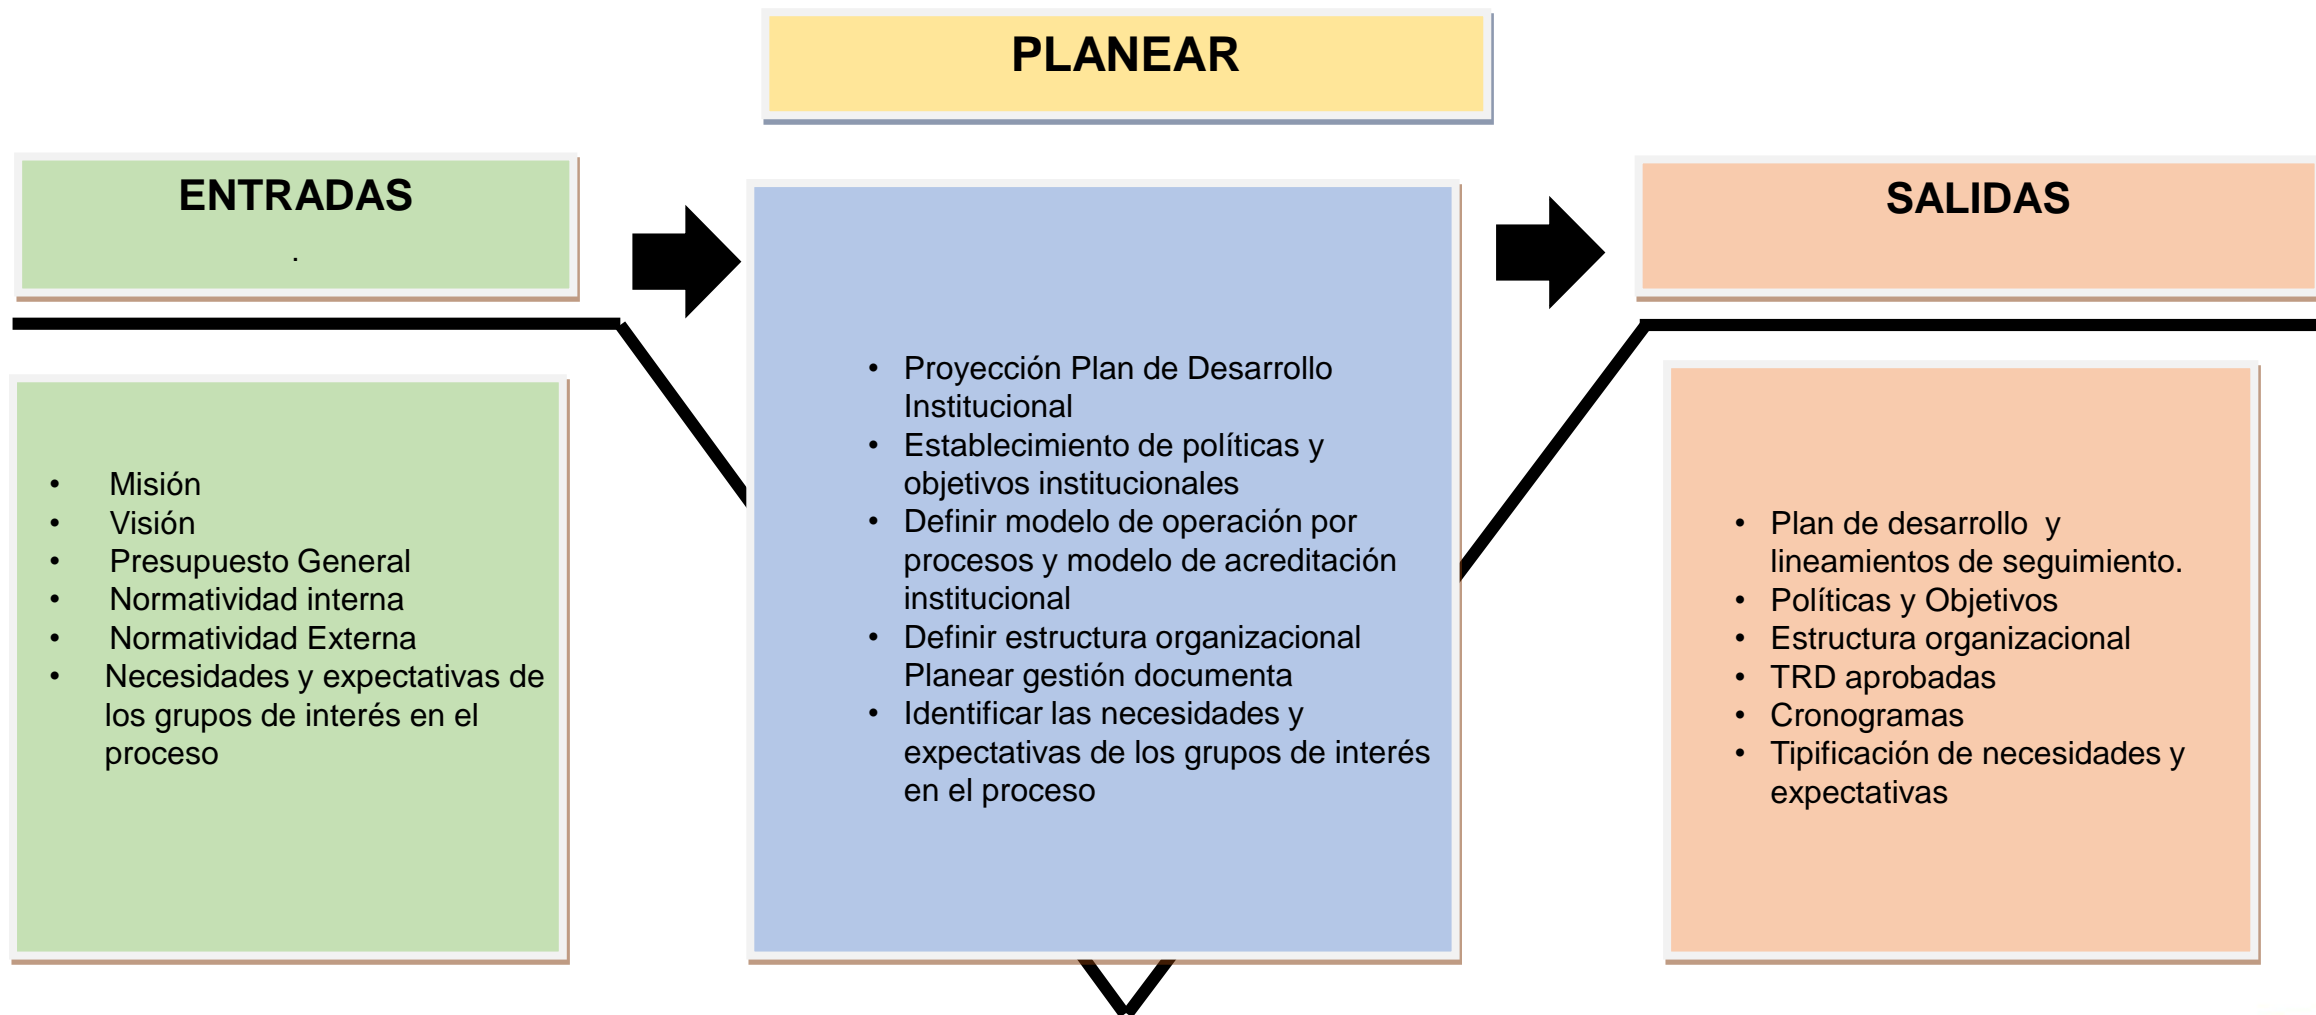 PLANEAR
ENTRADAS
.
SALIDAS
• Misión
• Visión
• Presupuesto General
• Normatividad interna
• Normatividad Externa
• Necesidades y expectativas de
los grupos de interés en el
proceso
• Proyección Plan de Desarrollo
Institucional
• Establecimiento de políticas y
objetivos institucionales
• Definir modelo de operación por
procesos y modelo de acreditación
institucional
• Definir estructura organizacional
Planear gestión documenta
• Identificar las necesidades y
expectativas de los grupos de interés
en el proceso
• Plan de desarrollo y
lineamientos de seguimiento.
• Políticas y Objetivos
• Estructura organizacional
• TRD aprobadas
• Cronogramas
• Tipificación de necesidades y
expectativas